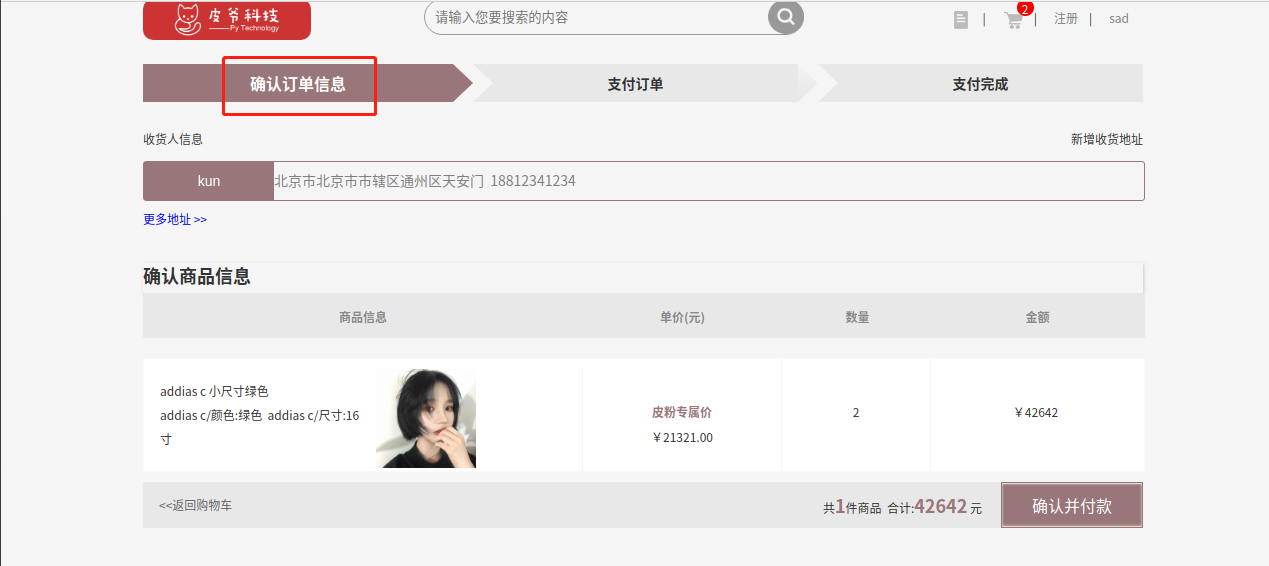 皮爷科技
Py Technology
请输入您要搜索的内容
2
| | 注册 | sad
确认订单信息 支付订单 支付完成
收货人信息 新增收货地址
kun 北京市北京市市辖区通州区天安门 18812341234
更多地址 >>
确认商品信息
商品信息 单价(元) 数量 金额
addias c 小尺寸绿色
addias c/颜色:绿色 addias c/尺寸:16
寸
皮粉专属价
￥21321.00
2
￥42642
<<返回购物车 共1件商品 合计:42642 元 确认并付款